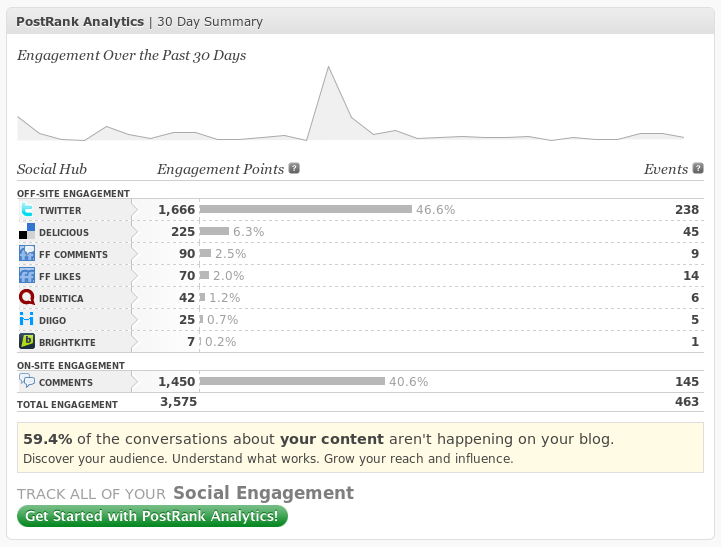 PostRank Analytics | 30 Day Summary
Engagement Over the Past 30 Days
Social Hub Engagement Points ? Events ?
OFF-SITE ENGAGEMENT
TWITTER 1,666 46.6% 238
DELICIOUS 225 6.3% 45
FF COMMENTS 90 2.5% 9
FF LIKES 70 2.0% 14
IDENTICA 42 1.2% 6
DIIGO 25 0.7% 5
BRIGHTKITE 7 0.2% 1
ON-SITE ENGAGEMENT
COMMENTS 1,450 40.6% 145
TOTAL ENGAGEMENT 3,575 463
59.4% of the conversations about your content aren't happening on your blog.
Discover your audience. Understand what works. Grow your reach and influence.
TRACK ALL OF YOUR Social Engagement
Get Started with PostRank Analytics!